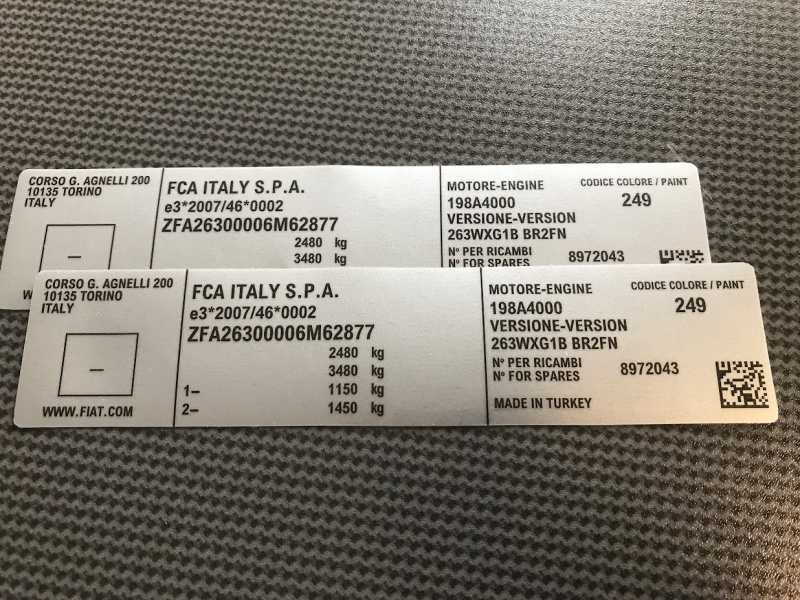 CORSO G. AGNELLI 200
10135 TORINO
ITALY
–
FCA ITALY S.P.A.
e3*2007/46*0002
ZFA26300006M62877
2480 kg
3480 kg
MOTORE-ENGINE
198A4000
VERSIONE-VERSION
263WXG1B BR2FN
Nº PER RICAMBI
Nº FOR SPARES
8972043
CODICE COLORE / PAINT
249
CORSO G. AGNELLI 200
10135 TORINO
ITALY
–
WWW.FIAT.COM
FCA ITALY S.P.A.
e3*2007/46*0002
ZFA26300006M62877
2480 kg
3480 kg
1– 1150 kg
2– 1450 kg
MOTORE-ENGINE
198A4000
VERSIONE-VERSION
263WXG1B BR2FN
Nº PER RICAMBI
Nº FOR SPARES
8972043
MADE IN TURKEY
CODICE COLORE / PAINT
249